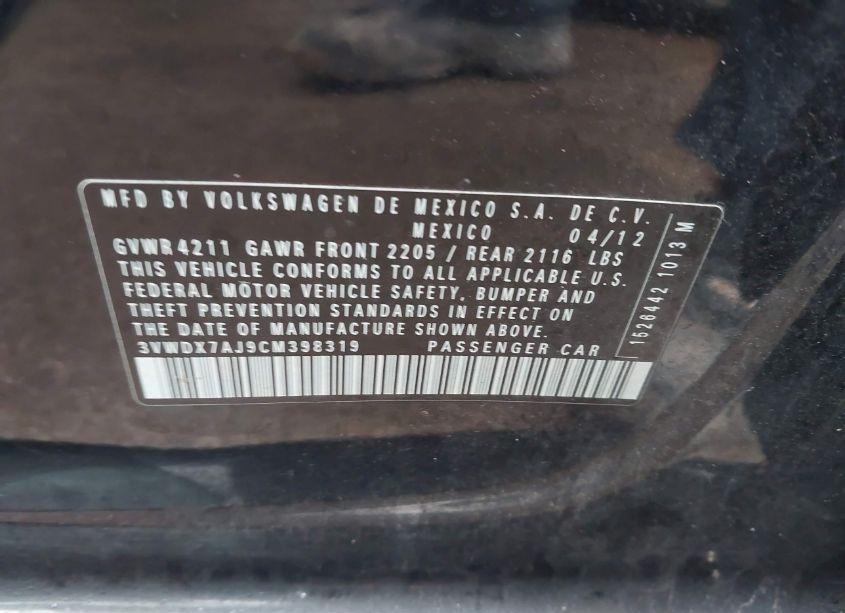 MFD BY VOLKSWAGEN DE MEXICO S.A. DE C.V.
MEXICO 04/12
GVWR 4211 GAWR FRONT 2205 / REAR 2116 LBS
THIS VEHICLE CONFORMS TO ALL APPLICABLE U.S.
FEDERAL MOTOR VEHICLE SAFETY, BUMPER AND
THEFT PREVENTION STANDARDS IN EFFECT ON
THE DATE OF MANUFACTURE SHOWN ABOVE.
3VWDX7AJ9CM398319 PASSENGER CAR
1526442 1013 M